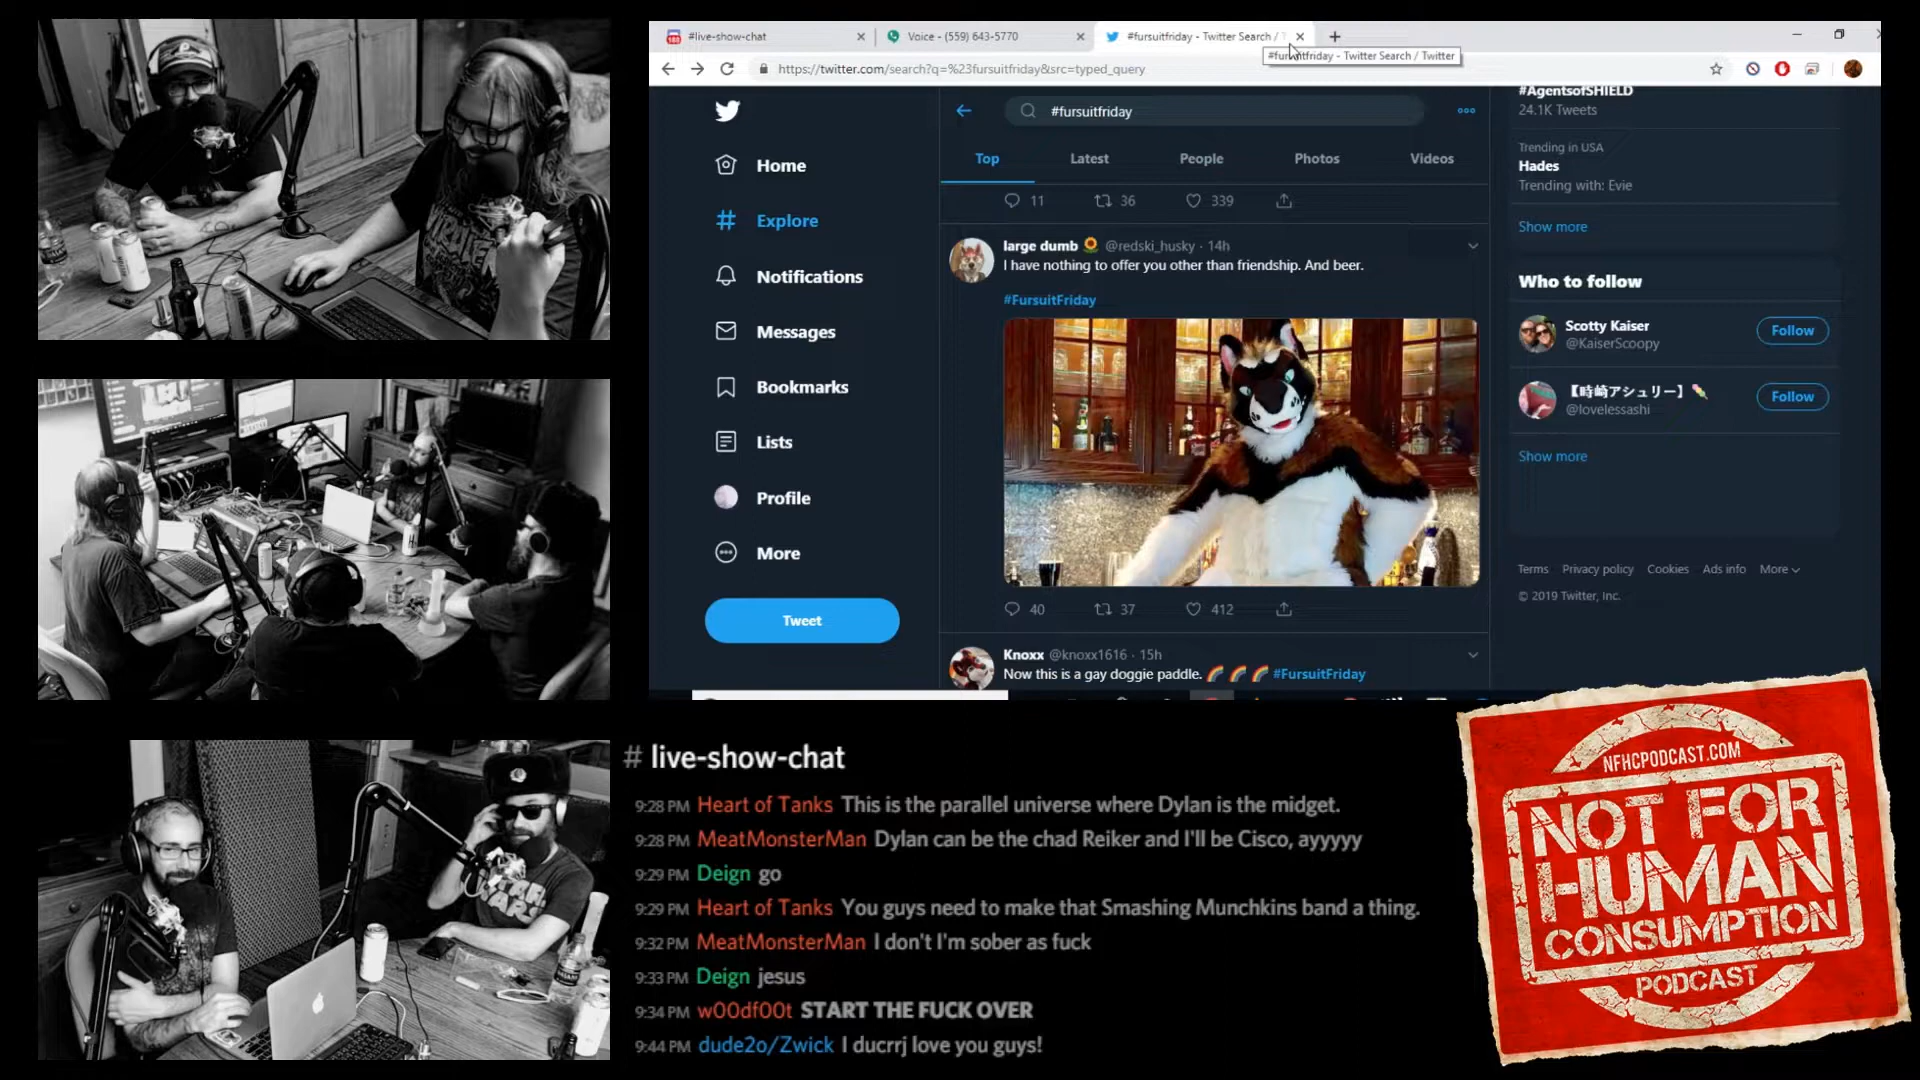 #live-show-chat
Voice - (559) 643-5770
#fursuitfriday - Twitter Search /
#fursuitfriday - Twitter Search / Twitter
https://twitter.com/search?q=%23fursuitfriday&src=typed_query
#fursuitfriday
Home
Explore
Notifications
Messages
Bookmarks
Lists
Profile
More
Tweet
Top
Latest
People
Photos
Videos
11
36
339
large dumb 🌻 @redski_husky · 14h
I have nothing to offer you other than friendship. And beer.
#FursuitFriday
40
37
412
Knoxx @knoxx1616 · 15h
Now this is a gay doggie paddle. 🌈 🌈 🌈 #FursuitFriday
#AgentsofSHIELD
24.1K Tweets
Trending in USA
Hades
Trending with: Evie
Show more
Who to follow
Scotty Kaiser
@KaiserScoopy
Follow
【時崎アシュリー】🍡
@lovelessashi
Follow
Show more
Terms Privacy policy Cookies Ads info More
© 2019 Twitter, Inc.
# live-show-chat
9:28 PM Heart of Tanks This is the parallel universe where Dylan is the midget.
9:28 PM MeatMonsterMan Dylan can be the chad Reiker and I'll be Cisco, ayyyyy
9:29 PM Deign go
9:29 PM Heart of Tanks You guys need to make that Smashing Munchkins band a thing.
9:32 PM MeatMonsterMan I don't I'm sober as fuck
9:33 PM Deign jesus
9:34 PM w00df00t START THE FUCK OVER
9:44 PM dude2o/Zwick I ducrrj love you guys!
NFHCPODCAST.COM
NOT FOR
HUMAN
CONSUMPTION
PODCAST